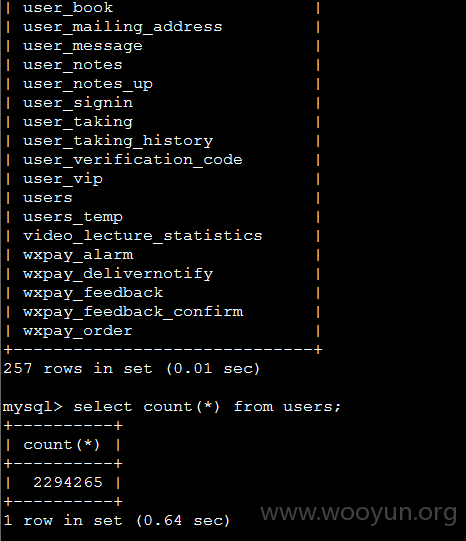 | user_book                    |
| user_mailing_address         |
| user_message                 |
| user_notes                   |
| user_notes_up                |
| user_signin                  |
| user_taking                  |
| user_taking_history          |
| user_verification_code       |
| user_vip                     |
| users                        |
| users_temp                   |
| video_lecture_statistics     |
| wxpay_alarm                  |
| wxpay_delivernotify          |
| wxpay_feedback               |
| wxpay_feedback_confirm       |
| wxpay_order                  |
+------------------------------+
257 rows in set (0.01 sec)
mysql> select count(*) from users;
+----------+
| count(*) |
+----------+
|  2294265 |
+----------+
1 row in set (0.64 sec)
www.wooyun.org